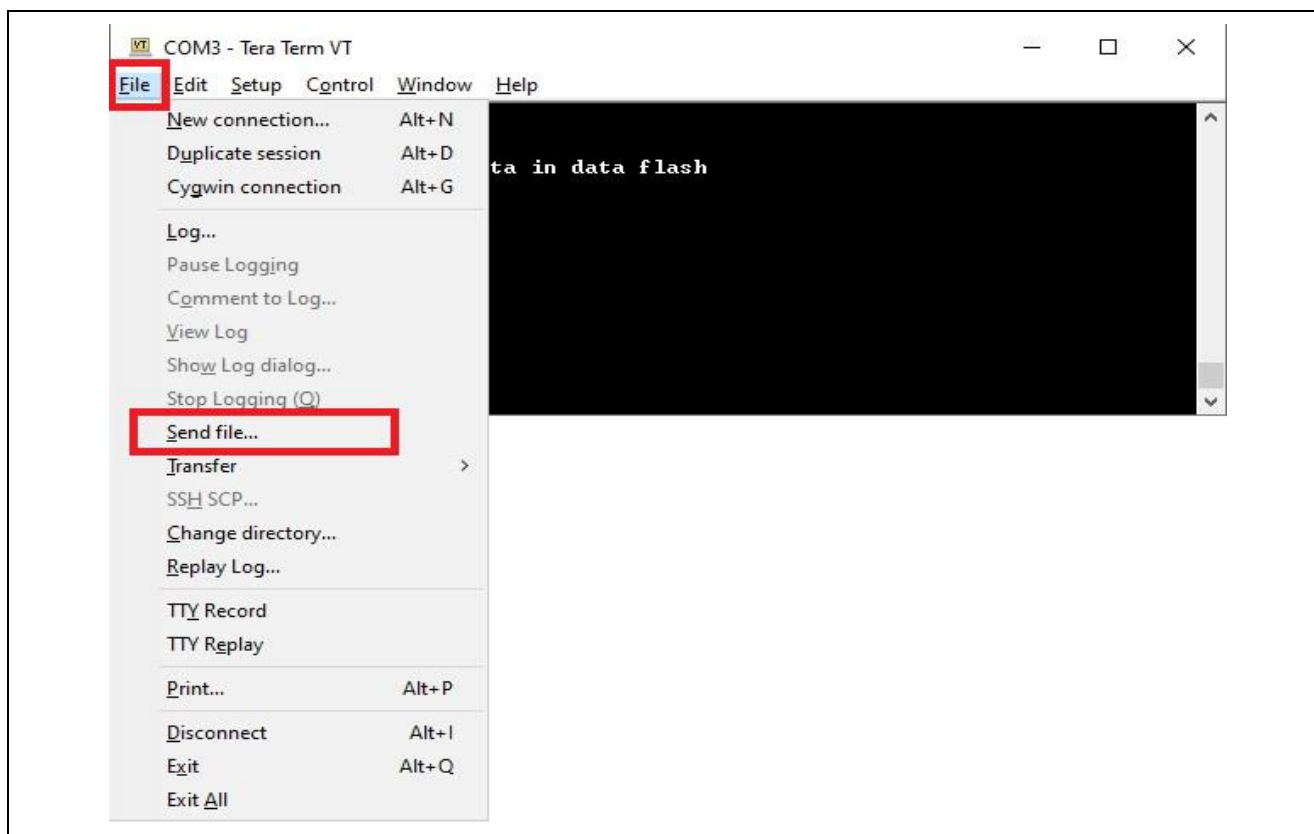 COM3 - Tera Term VT
File Edit Setup Control Window Help
New connection... Alt+N
Duplicate session Alt+D
ta in data flash
Cygwin connection Alt+G
Log...
Pause Logging
Comment to Log...
View Log
Show Log dialog...
Stop Logging (Q)
Send file...
Transfer >
SSH SCP...
Change directory...
Replay Log...
TTY Record
TTY Replay
Print... Alt+P
Disconnect Alt+I
Exit Alt+Q
Exit All